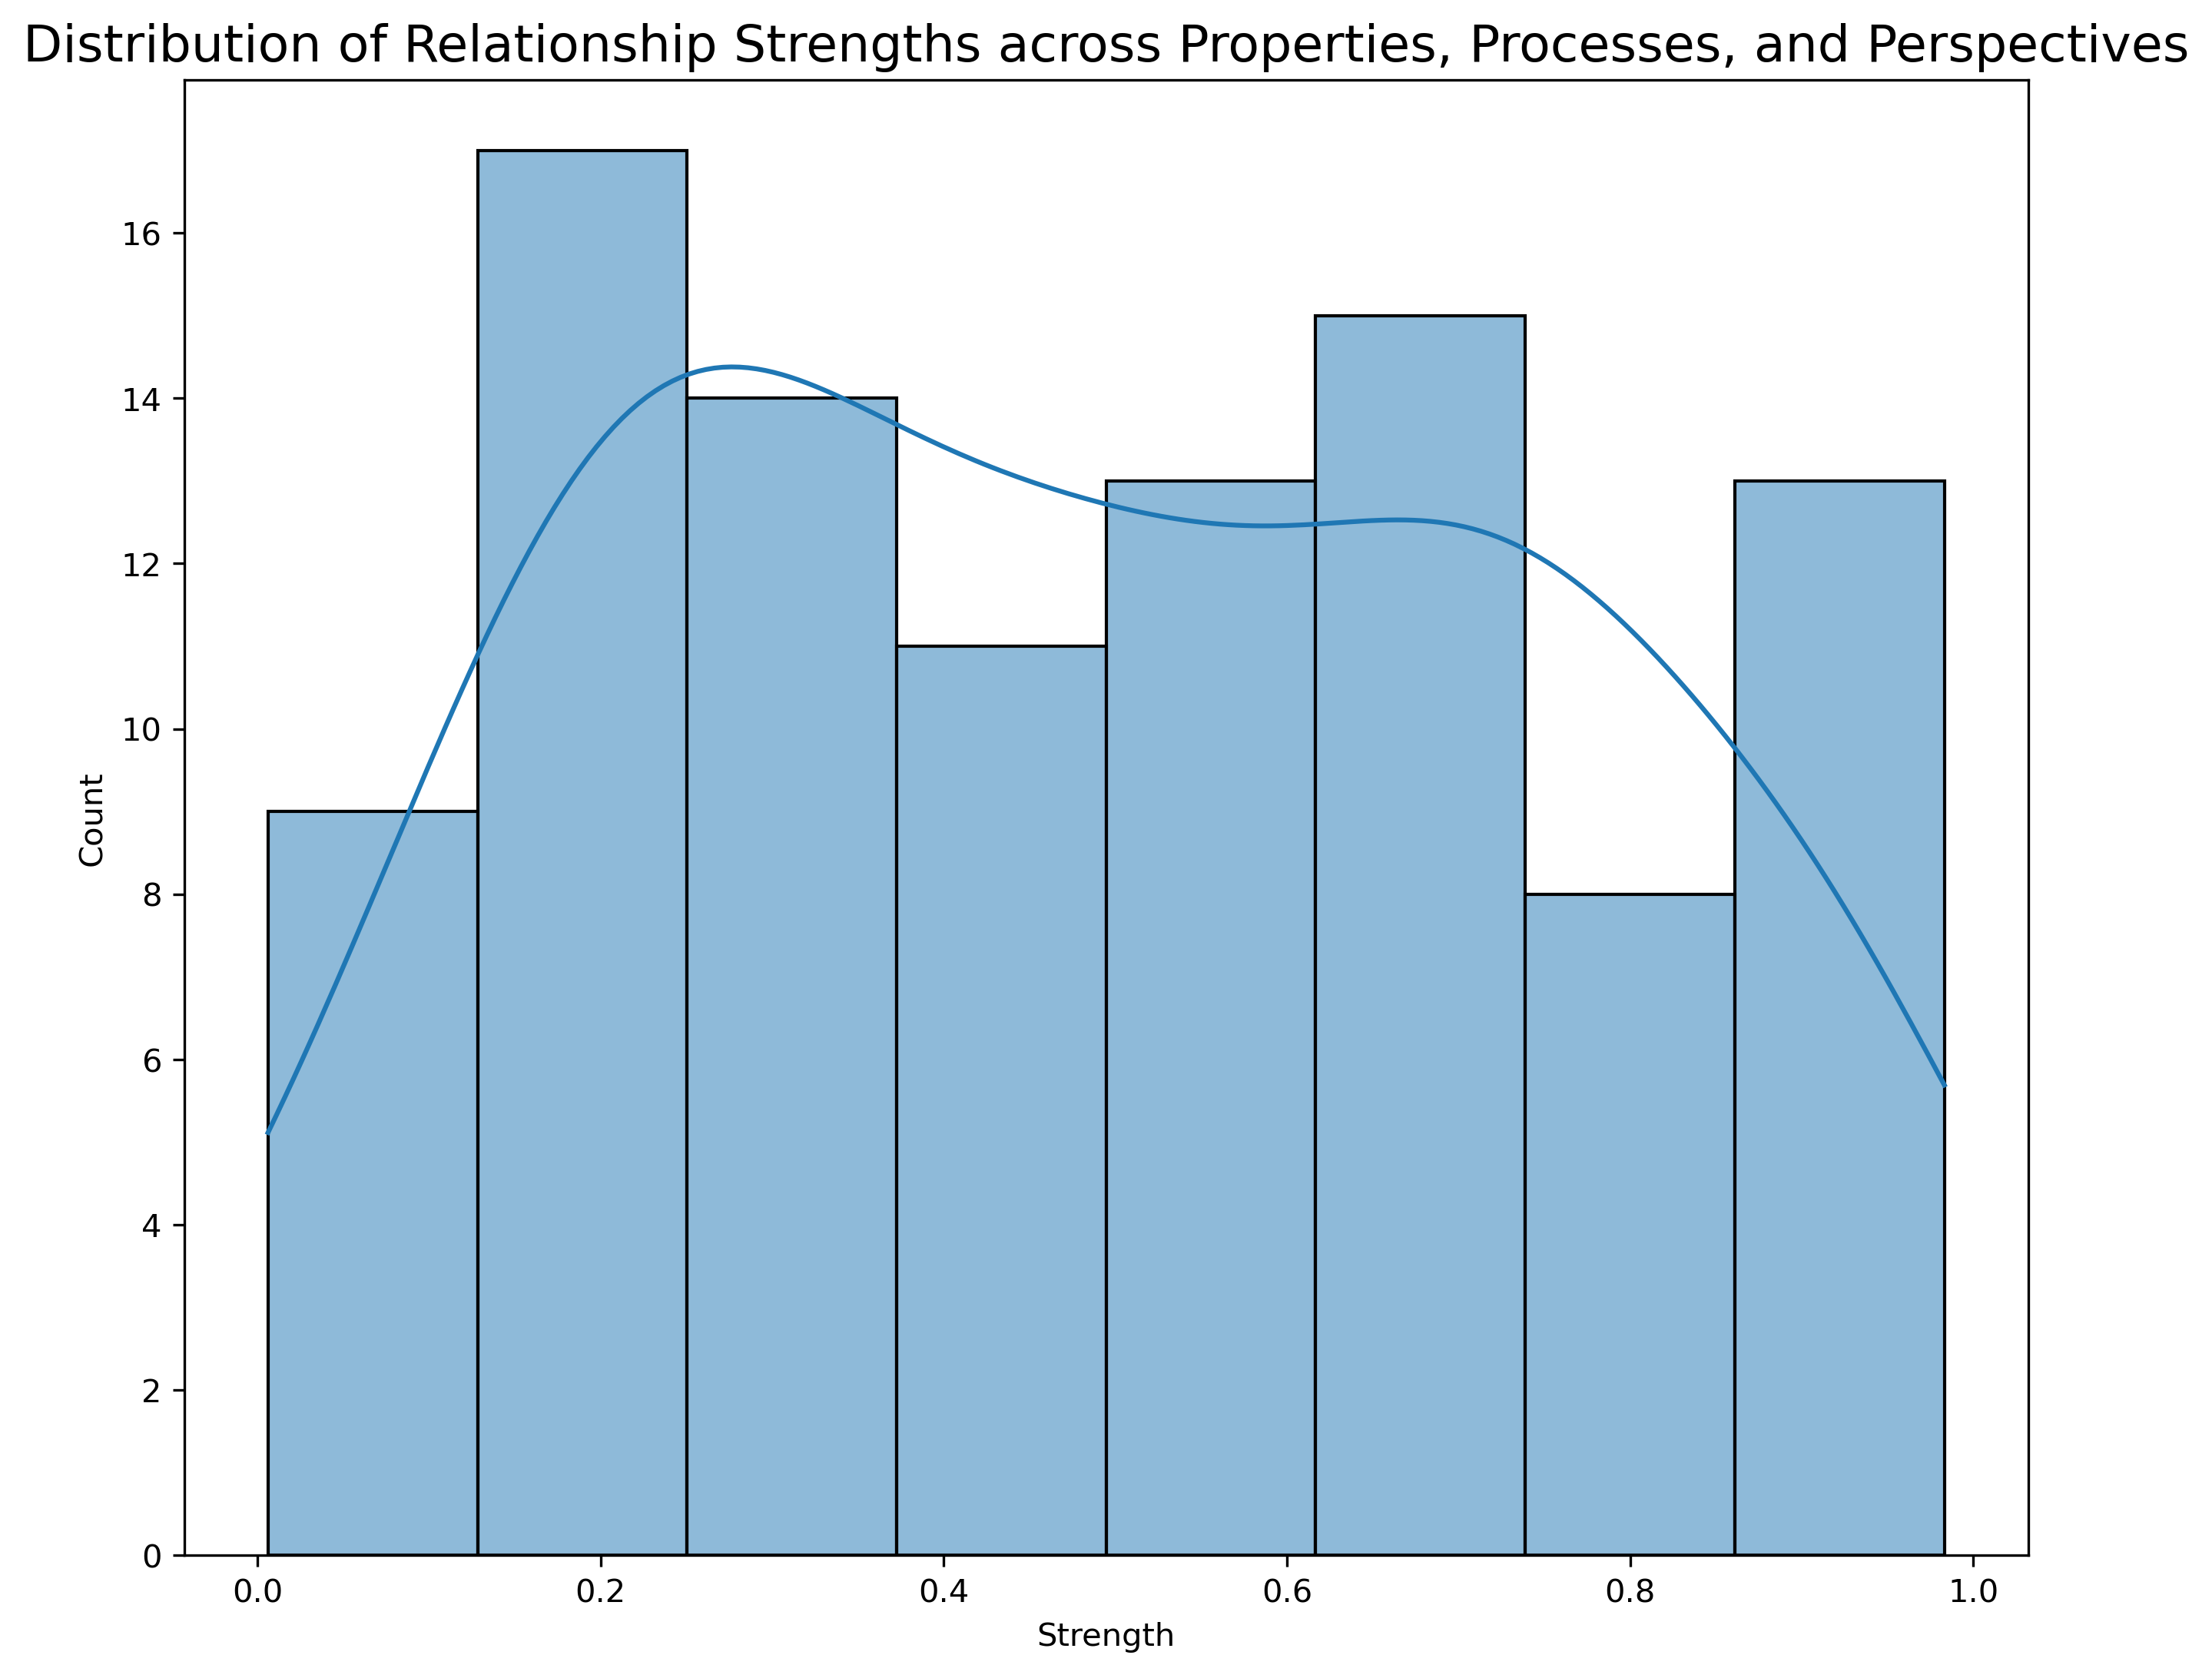 Distribution of Relationship Strengths across Properties, Processes, and Perspectives
16
14
12
10
8
6
4
2
0
Count
0.0 0.2 0.4 0.6 0.8 1.0
Strength